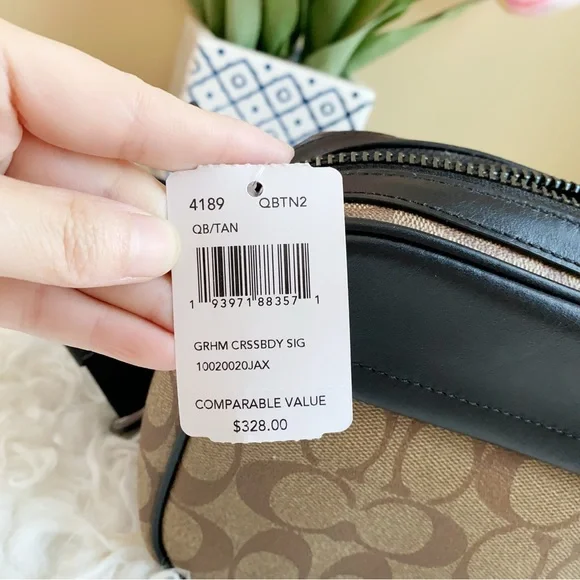 4189 QBTN2
QB/TAN
1 93971 88357 1
GRHM CRSSBDY SIG
10020020JAX
COMPARABLE VALUE
$328.00